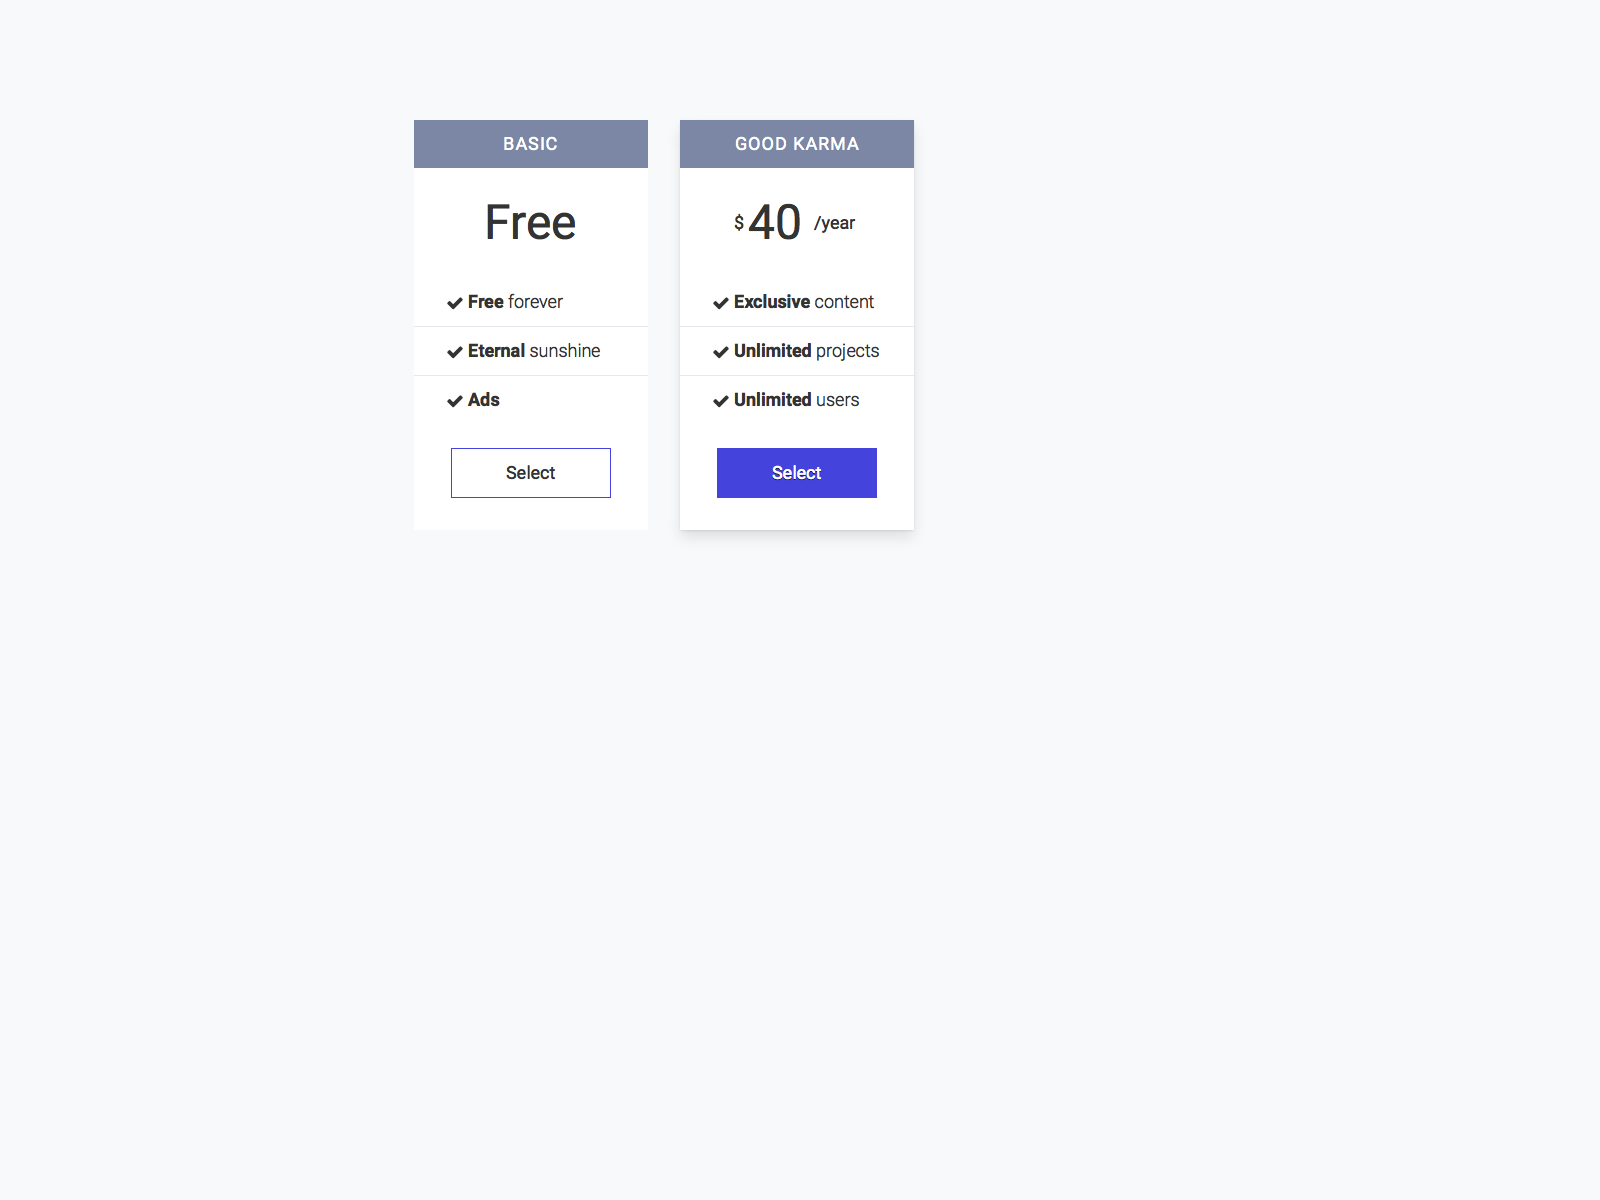 BASIC
Free
Free forever
Eternal sunshine
Ads
Select
GOOD KARMA
$ 40 /year
Exclusive content
Unlimited projects
Unlimited users
Select